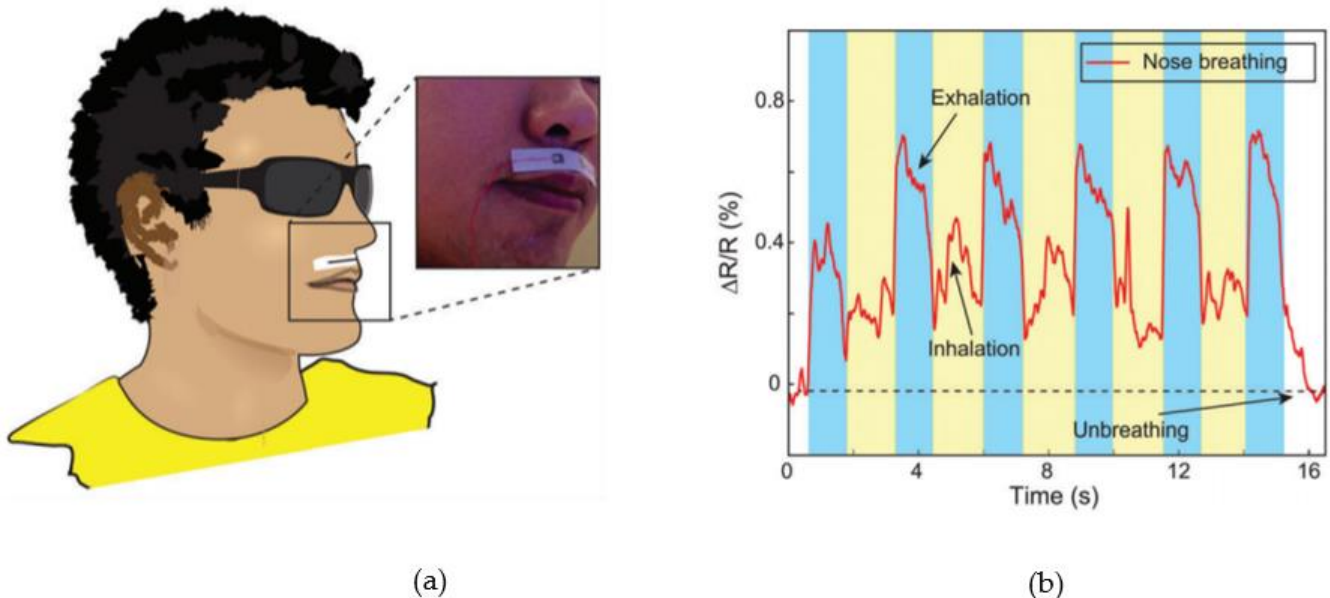 Nose breathing
Exhalation
Inhalation
Unbreathing
0.8
0.4
0
ΔR/R (%)
0 4 8 12 16
Time (s)
(a)
(b)